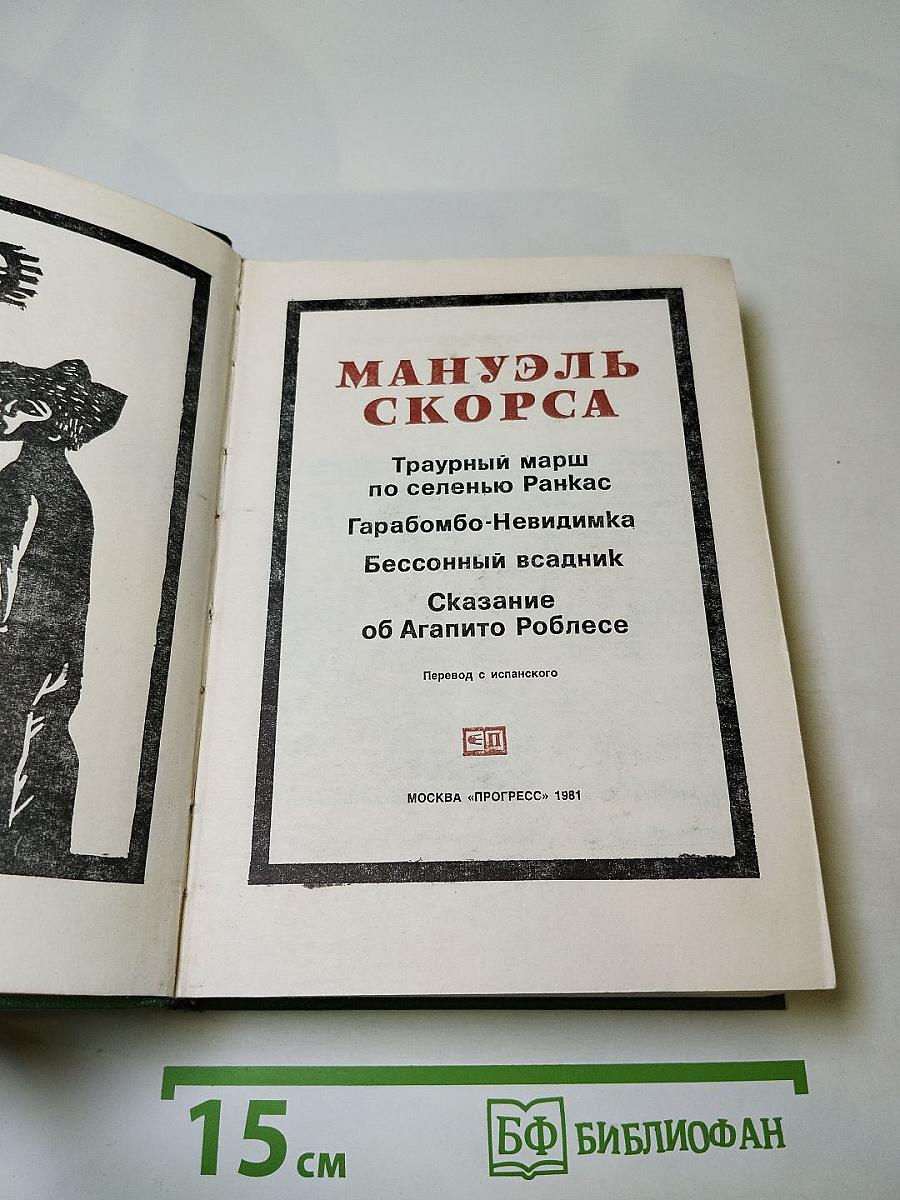 МАНУЭЛЬ
СКОРСА
Траурный марш
по селенью Ранкас
Гарабомбо-Невидимка
Бессонный всадник
Сказание
об Агапито Роблесе
Перевод с испанского
МОСКВА «ПРОГРЕСС» 1981
15 см
БФ БИБЛИОФАН